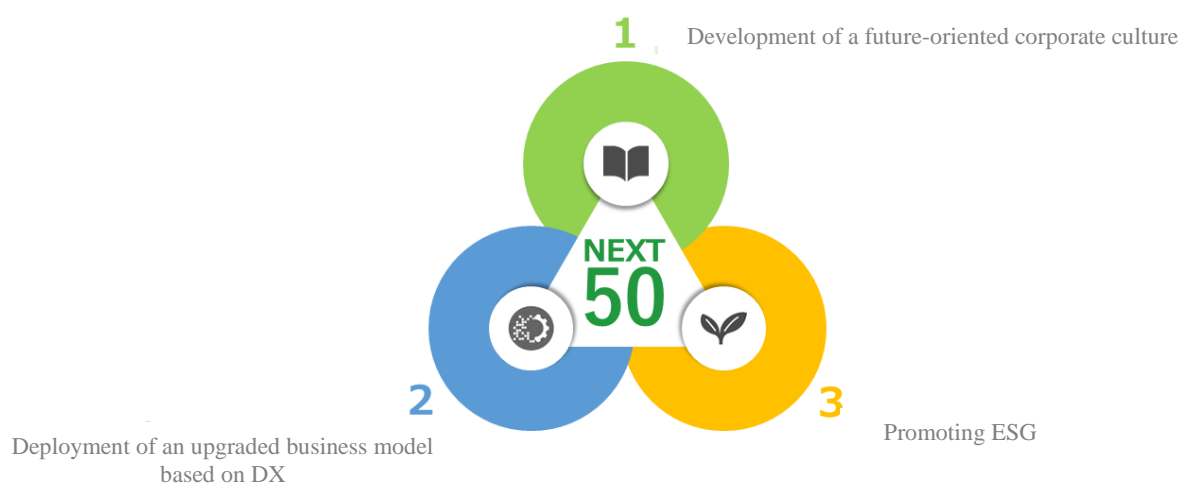 1
Development of a future-oriented corporate culture
NEXT
50
2
3
Deployment of an upgraded business model
based on DX
Promoting ESG